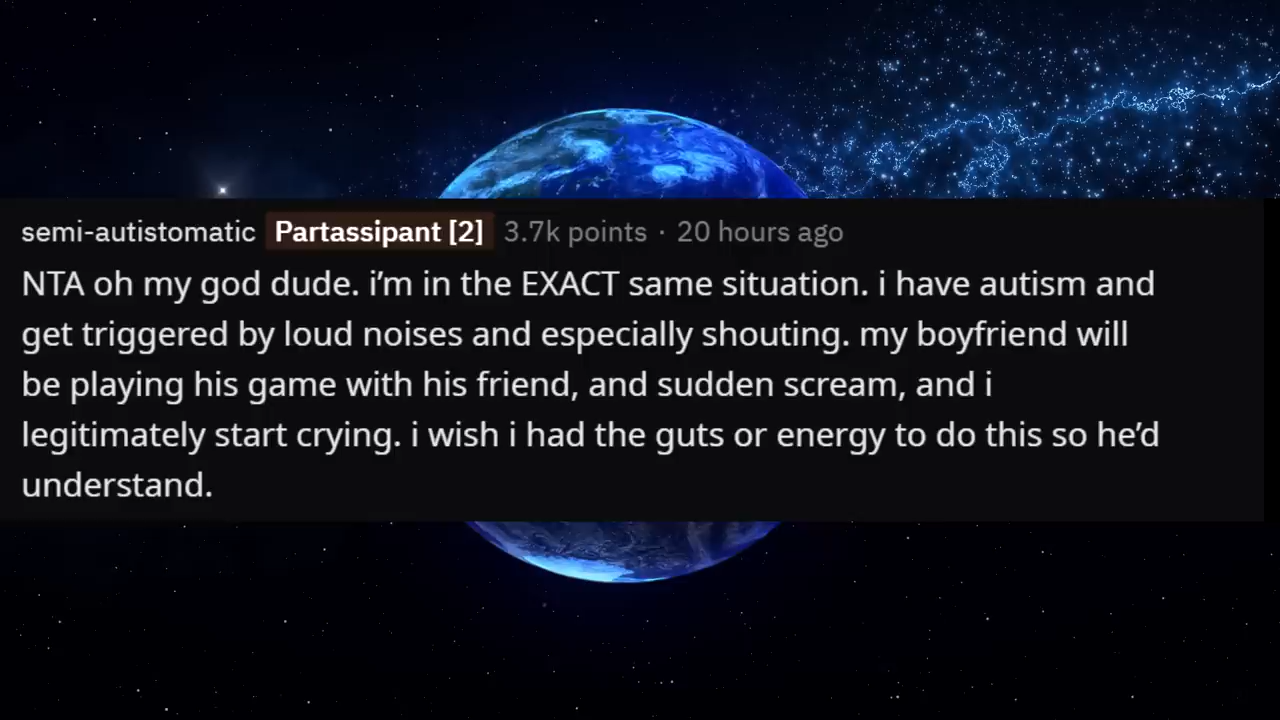 semi-autistomatic Partassipant [2] 3.7k points · 20 hours ago
NTA oh my god dude. i’m in the EXACT same situation. i have autism and
get triggered by loud noises and especially shouting. my boyfriend will
be playing his game with his friend, and sudden scream, and i
legitimately start crying. i wish i had the guts or energy to do this so he’d
understand.